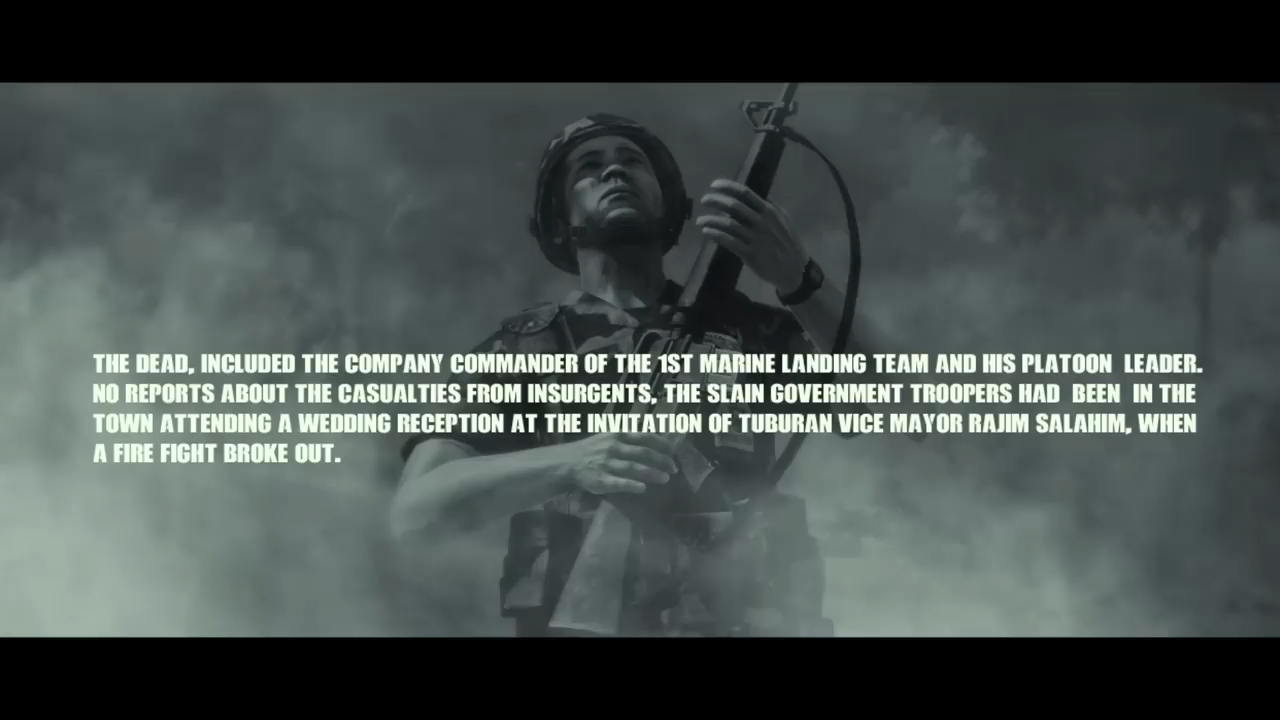 THE DEAD, INCLUDED THE COMPANY COMMANDER OF THE 1ST MARINE LANDING TEAM AND HIS PLATOON LEADER.
NO REPORTS ABOUT THE CASUALTIES FROM INSURGENTS, THE SLAIN GOVERNMENT TROOPERS HAD BEEN IN THE
TOWN ATTENDING A WEDDING RECEPTION AT THE INVITATION OF TUBURAN VICE MAYOR RAJIM SALAHIM, WHEN
A FIRE FIGHT BROKE OUT.